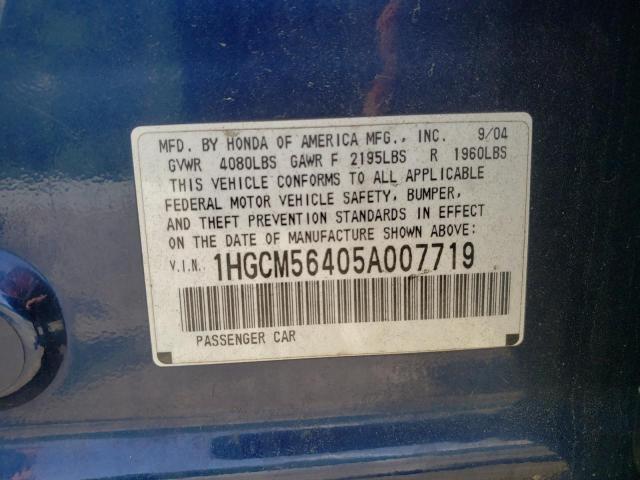 MFD. BY HONDA OF AMERICA MFG., INC. 9/04
GVWR 4080LBS GAWR F 2195LBS R 1960LBS
THIS VEHICLE CONFORMS TO ALL APPLICABLE
FEDERAL MOTOR VEHICLE SAFETY, BUMPER,
AND THEFT PREVENTION STANDARDS IN EFFECT
ON THE DATE OF MANUFACTURE SHOWN ABOVE:
V.I.N. 1HGCM56405A007719
PASSENGER CAR